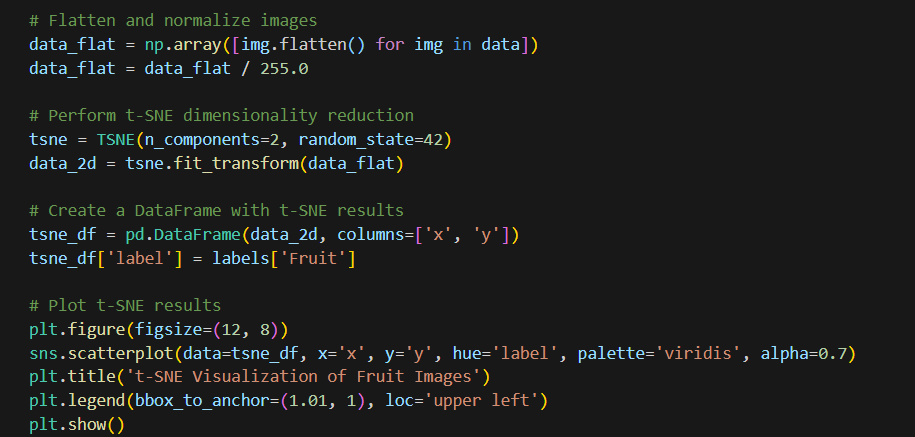 # Flatten and normalize images
data_flat = np.array([img.flatten() for img in data])
data_flat = data_flat / 255.0
# Perform t-SNE dimensionality reduction
tsne = TSNE(n_components=2, random_state=42)
data_2d = tsne.fit_transform(data_flat)
# Create a DataFrame with t-SNE results
tsne_df = pd.DataFrame(data_2d, columns=['x', 'y'])
tsne_df['label'] = labels['Fruit']
# Plot t-SNE results
plt.figure(figsize=(12, 8))
sns.scatterplot(data=tsne_df, x='x', y='y', hue='label', palette='viridis', alpha=0.7)
plt.title('t-SNE Visualization of Fruit Images')
plt.legend(bbox_to_anchor=(1.01, 1), loc='upper left')
plt.show()